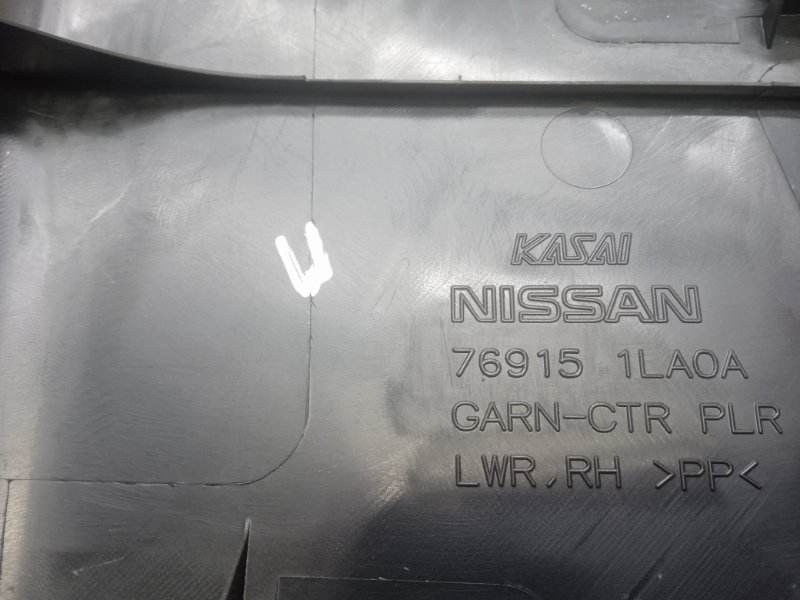 U
KASAI
NISSAN
76915 1LA0A
GARN-CTR PLR
LWR,RH >PP<